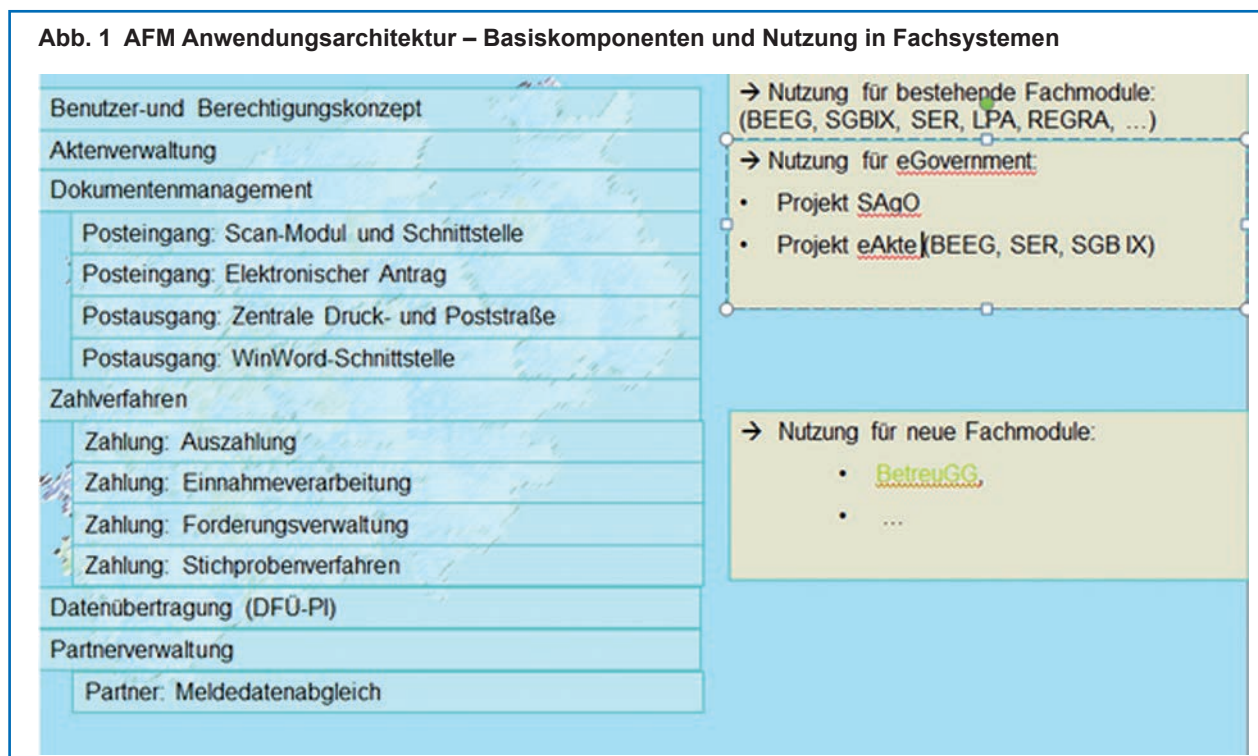 Abb. 1 AFM Anwendungsarchitektur – Basiskomponenten und Nutzung in Fachsystemen
Benutzer-und Berechtigungskonzept
Aktenverwaltung
Dokumentenmanagement
Posteingang: Scan-Modul und Schnittstelle
Posteingang: Elektronischer Antrag
Postausgang: Zentrale Druck- und Poststraße
Postausgang: WinWord-Schnittstelle
Zahlverfahren
Zahlung: Auszahlung
Zahlung: Einnahmeverarbeitung
Zahlung: Forderungsverwaltung
Zahlung: Stichprobenverfahren
Datenübertragung (DFÜ-PI)
Partnerverwaltung
Partner: Meldedatenabgleich
→ Nutzung für bestehende Fachmodule:
(BEEG, SGBIX, SER, LPA, REGRA, …)
→ Nutzung für eGovernment:
• Projekt SAgO
• Projekt eAkte (BEEG, SER, SGB IX)
→ Nutzung für neue Fachmodule:
• BetreuGG,
• …